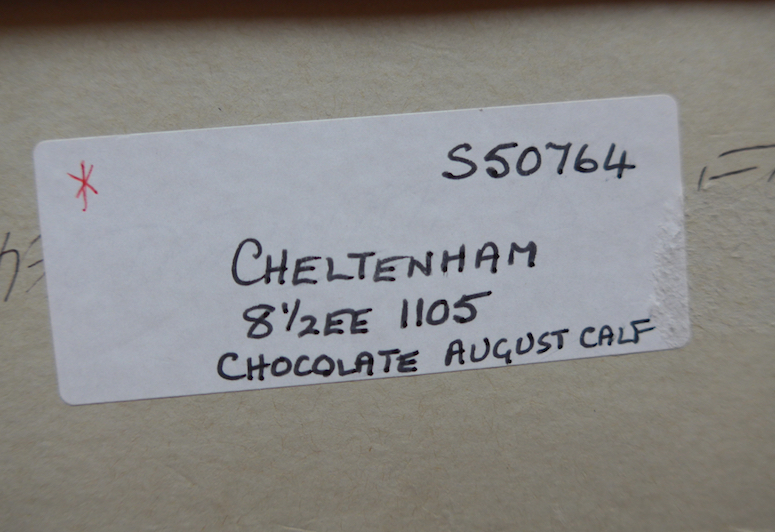 * S50764
CHELTENHAM
8½EE 1105
CHOCOLATE AUGUST CALF